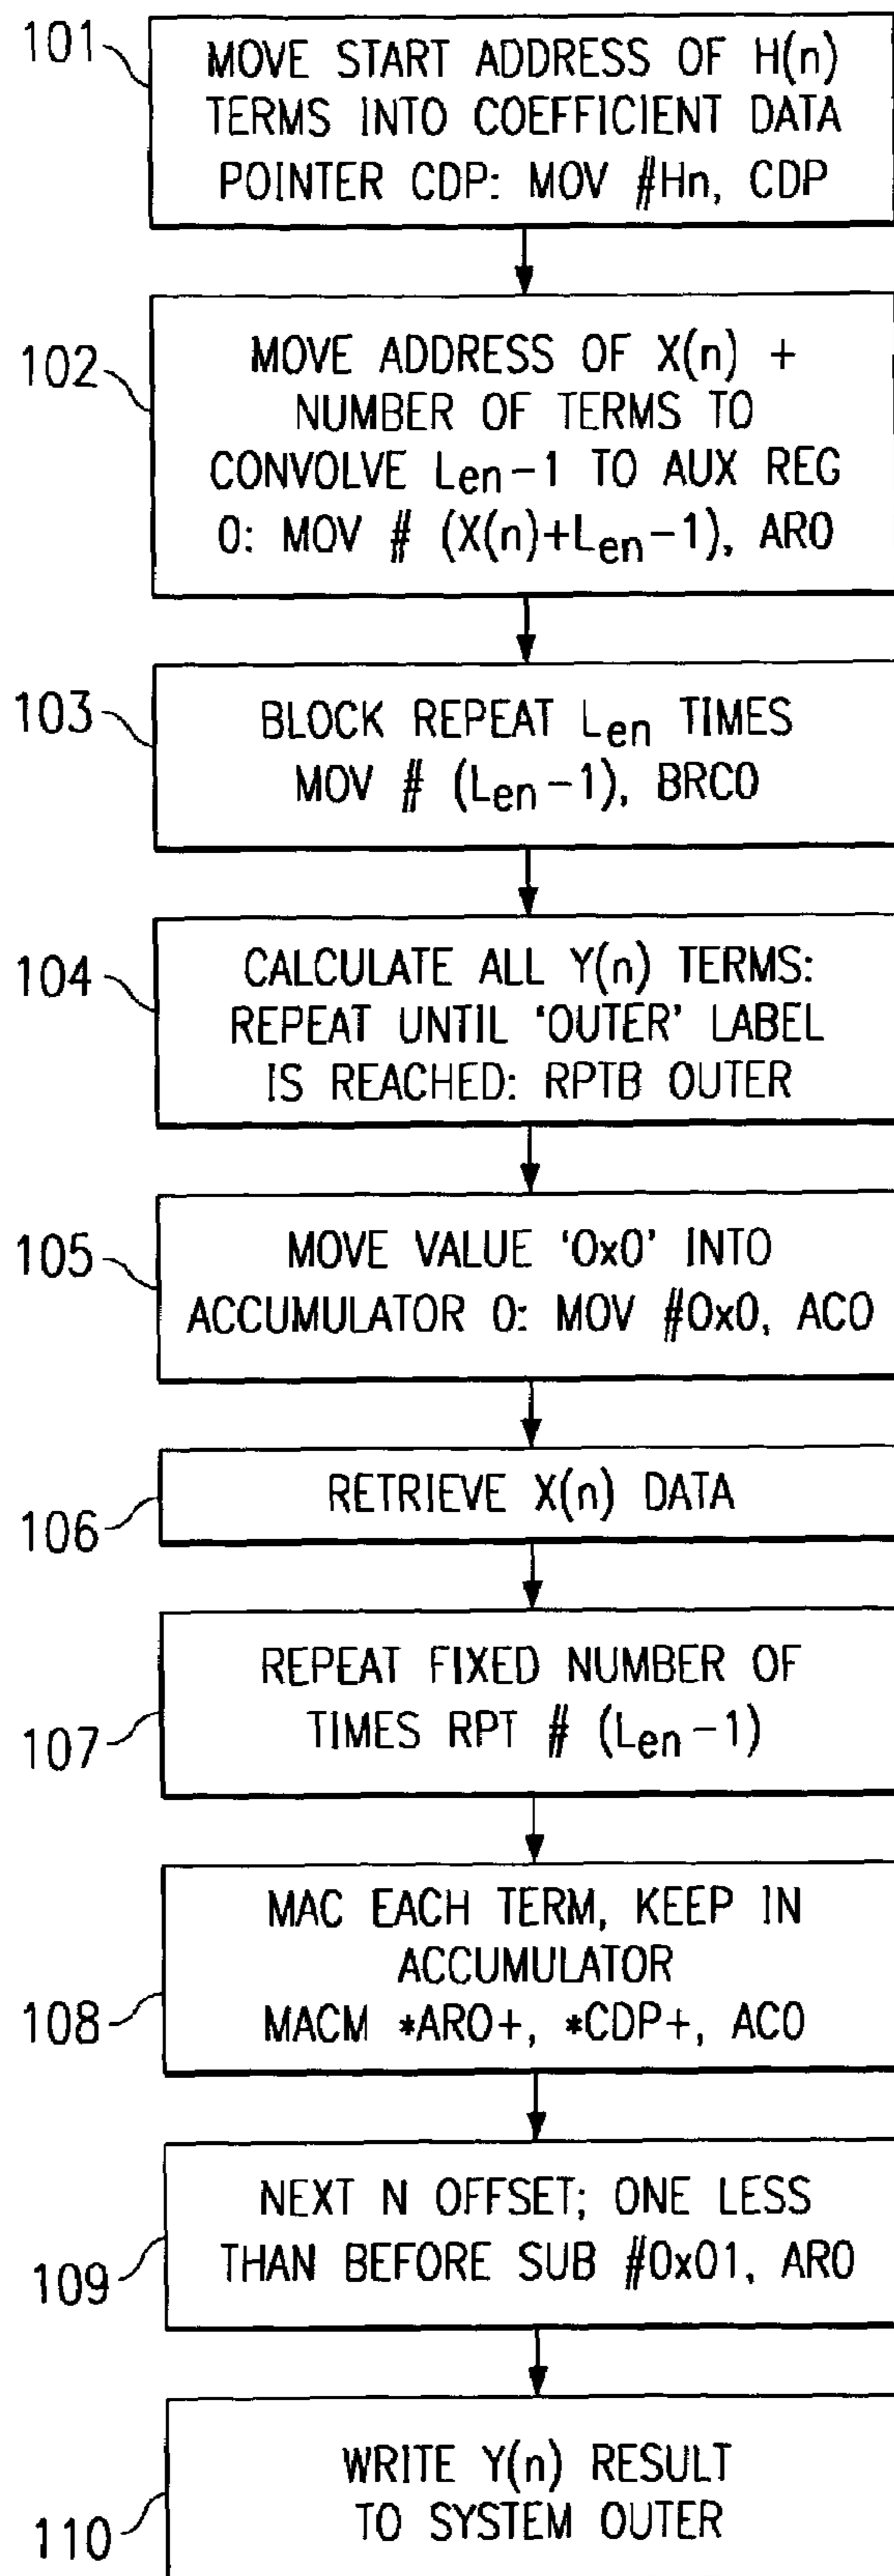 101
MOVE START ADDRESS OF H(n)
TERMS INTO COEFFICIENT DATA
POINTER CDP: MOV #Hn, CDP
102
MOVE ADDRESS OF X(n) +
NUMBER OF TERMS TO
CONVOLVE Len-1 TO AUX REG
0: MOV # (X(n)+Len-1), AR0
103
BLOCK REPEAT Len TIMES
MOV # (Len-1), BRC0
104
CALCULATE ALL Y(n) TERMS:
REPEAT UNTIL 'OUTER' LABEL
IS REACHED: RPTB OUTER
105
MOVE VALUE '0x0' INTO
ACCUMULATOR 0: MOV #0x0, AC0
106
RETRIEVE X(n) DATA
107
REPEAT FIXED NUMBER OF
TIMES RPT # (Len-1)
108
MAC EACH TERM, KEEP IN
ACCUMULATOR
MACM *AR0+, *CDP+, AC0
109
NEXT N OFFSET; ONE LESS
THAN BEFORE SUB #0x01, AR0
110
WRITE Y(n) RESULT
TO SYSTEM OUTER